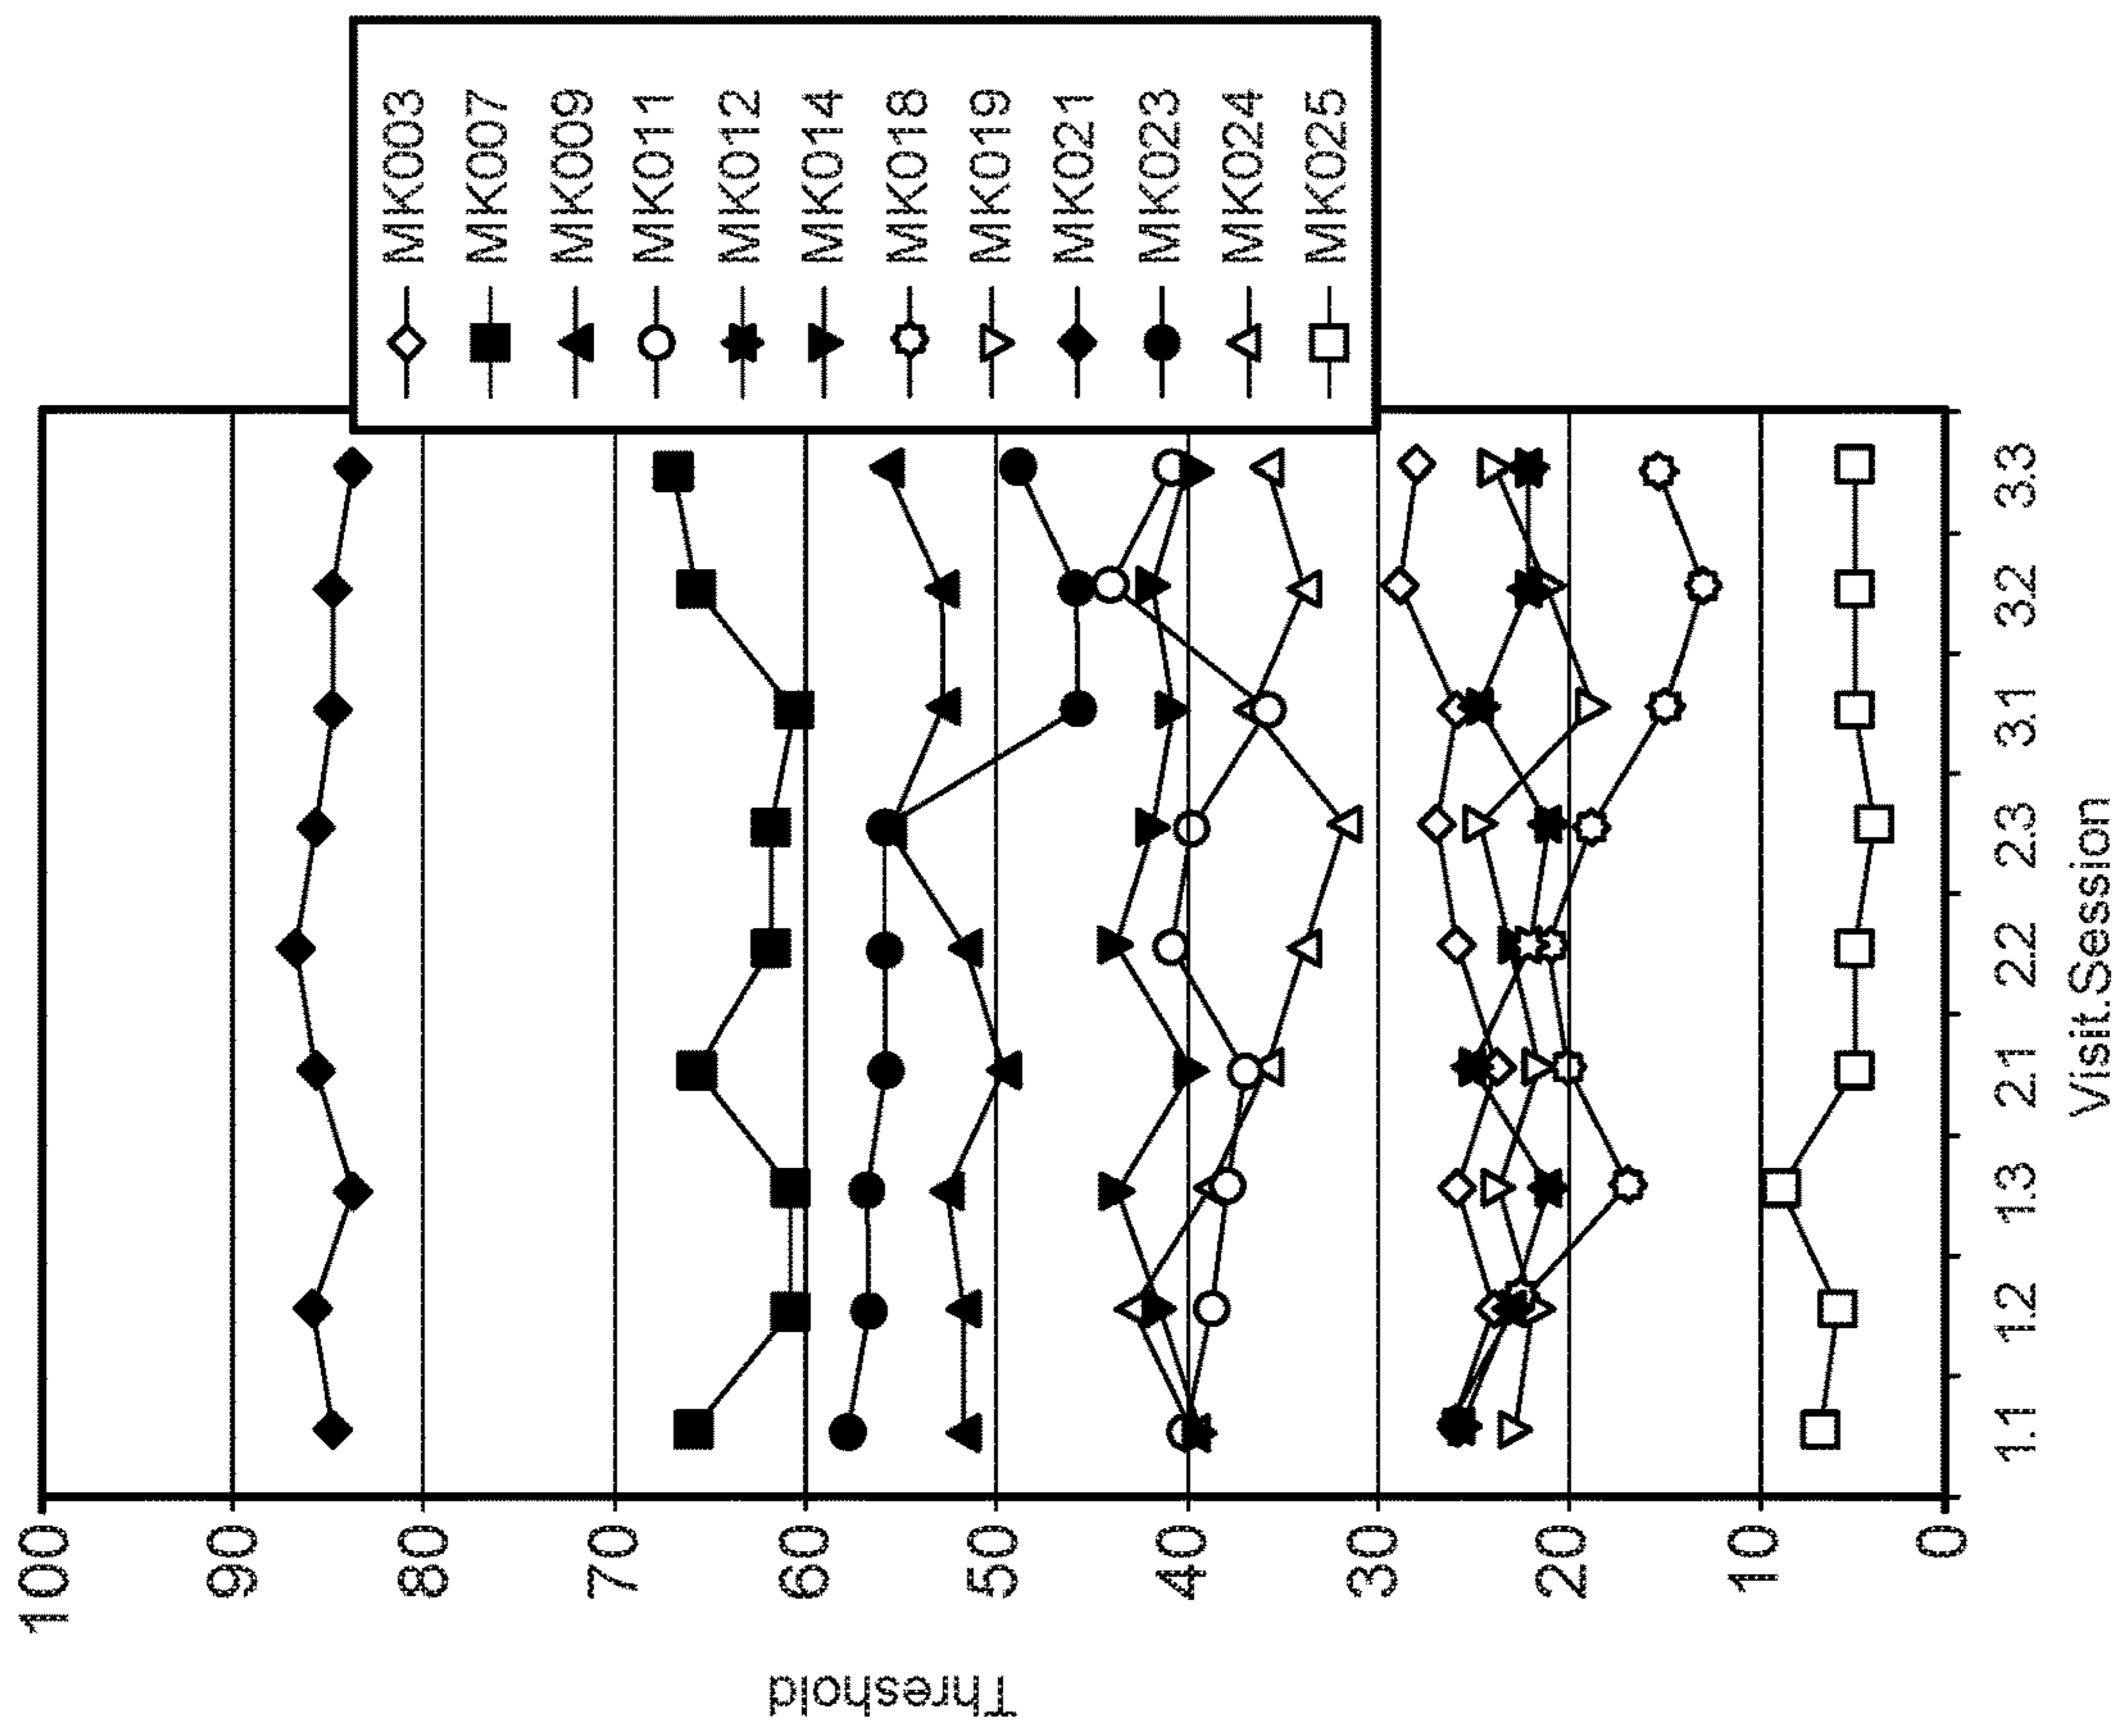 Threshold
100
90
80
70
60
50
40
30
20
10
0
1.1 1.2 1.3 2.1 2.2 2.3 3.1 3.2 3.3
Visit.Session
MK003
MK007
MK009
MK011
MK012
MK014
MK018
MK019
MK021
MK023
MK024
MK025